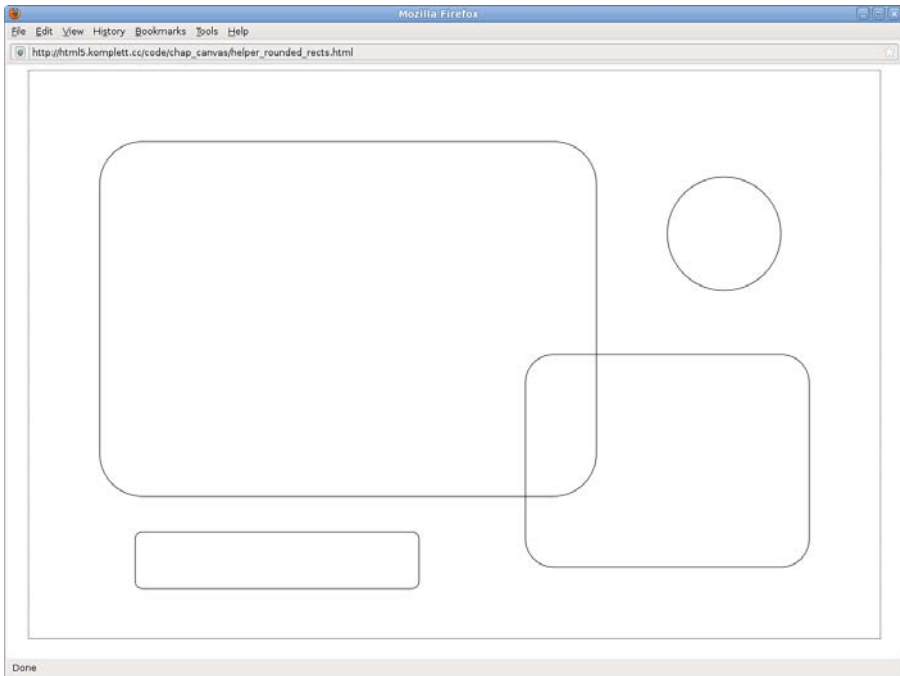 Mozilla Firefox
File Edit View History Bookmarks Tools Help
http://html5.komplett.cc/code/chap_canvas/helper_rounded_rects.html
Done